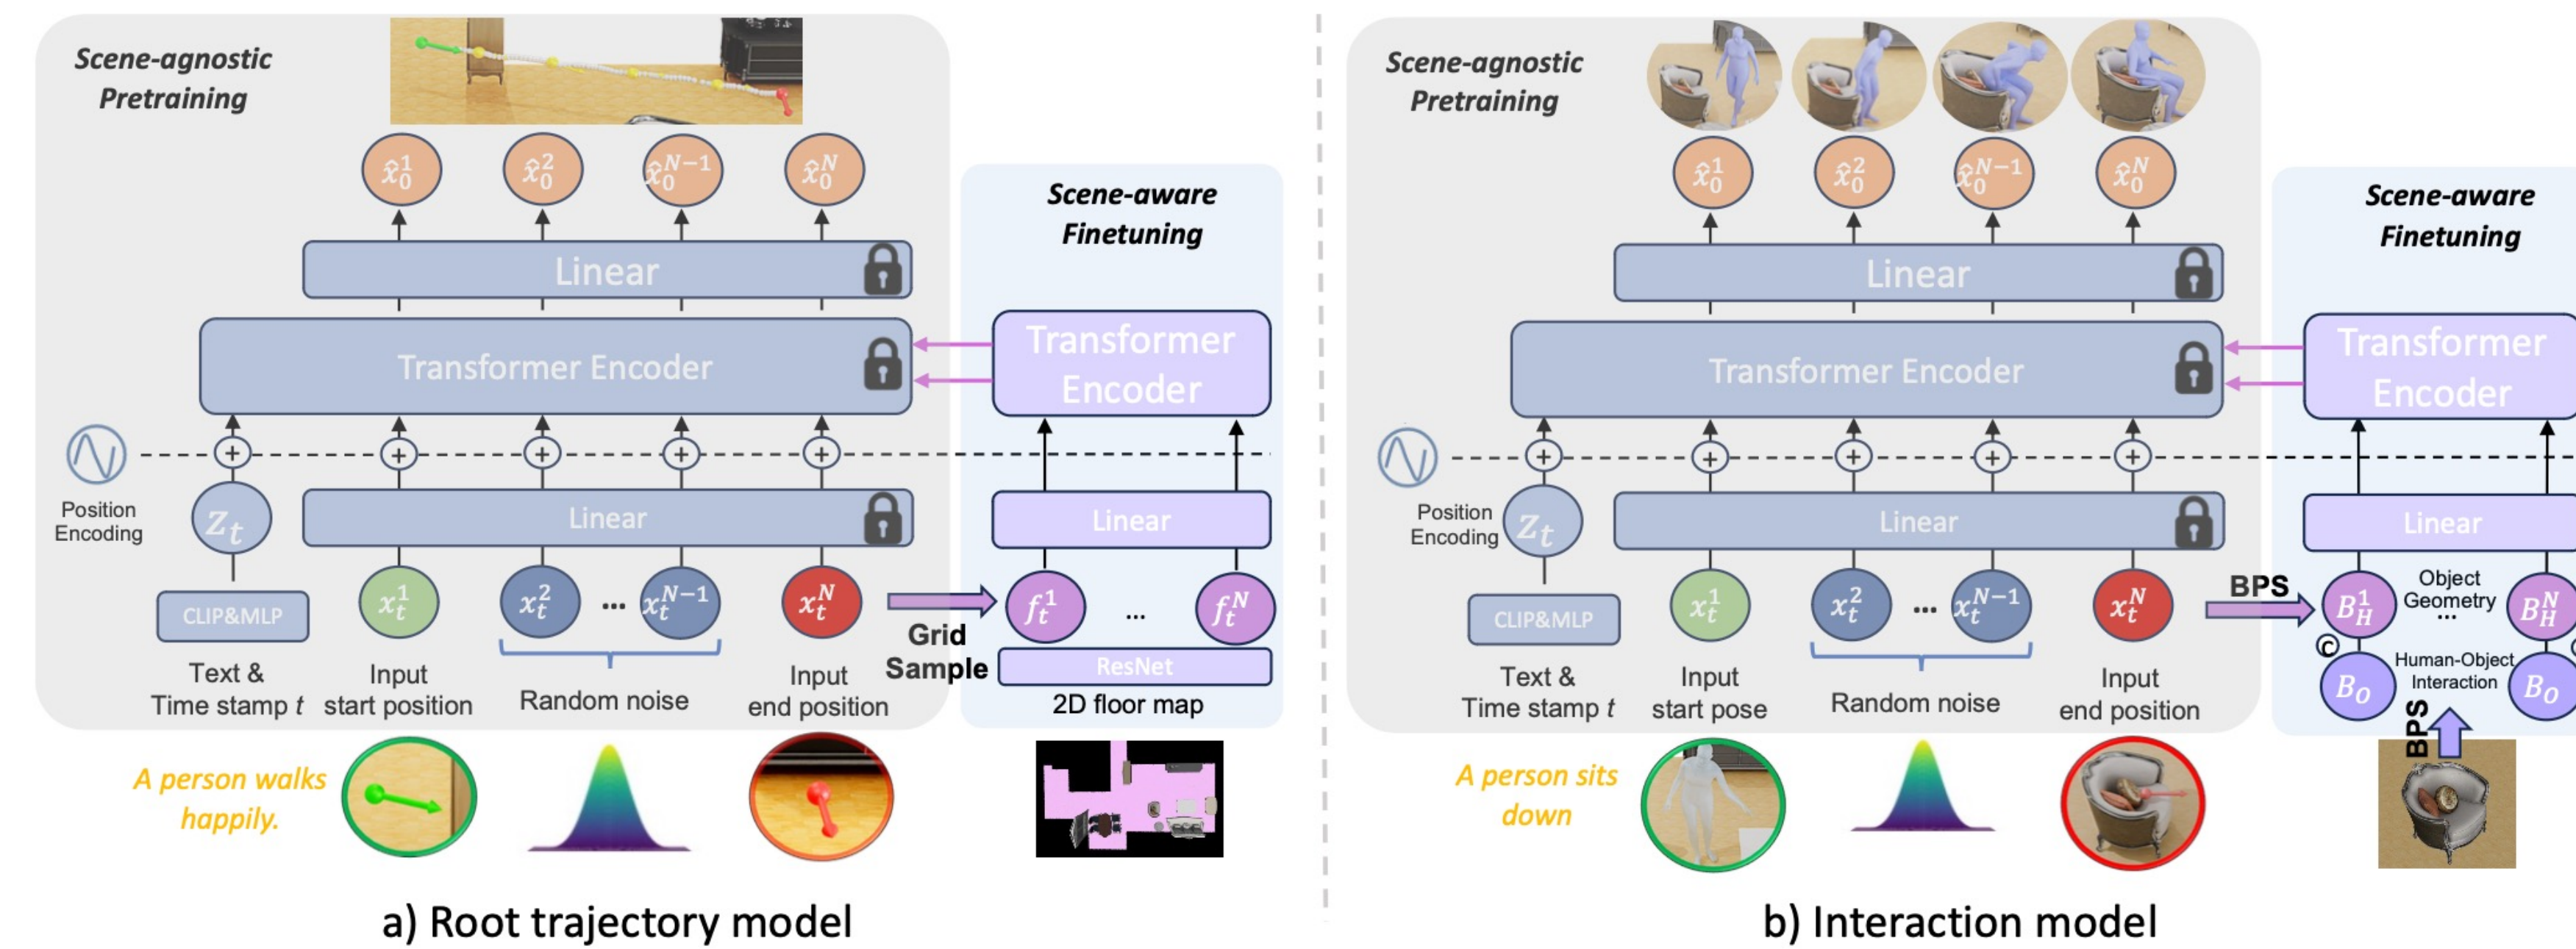 Scene-agnostic
Pretraining
x̂₀¹
x̂₀²
x̂₀ᴺ⁻¹
x̂₀ᴺ
Linear
Transformer Encoder
Position
Encoding
Zₜ
Linear
CLIP&MLP
xₜ¹
xₜ²
...
xₜᴺ⁻¹
xₜᴺ
Text &
Time stamp t
Input
start position
Random noise
Input
end position
A person walks
happily.
Scene-aware
Finetuning
Transformer
Encoder
Linear
Grid
Sample
fₜ¹
...
fₜᴺ
ResNet
2D floor map
a) Root trajectory model
Scene-agnostic
Pretraining
x̂₀¹
x̂₀²
x̂₀ᴺ⁻¹
x̂₀ᴺ
Linear
Transformer Encoder
Position
Encoding
Zₜ
Linear
CLIP&MLP
xₜ¹
xₜ²
...
xₜᴺ⁻¹
xₜᴺ
Text &
Time stamp t
Input
start pose
Random noise
Input
end position
A person sits
down
Scene-aware
Finetuning
Transformer
Encoder
Linear
BPS
B_H^1
Object
Geometry
...
B_H^N
C
Human-Object
Interaction
B_O
B_O
BPS
b) Interaction model